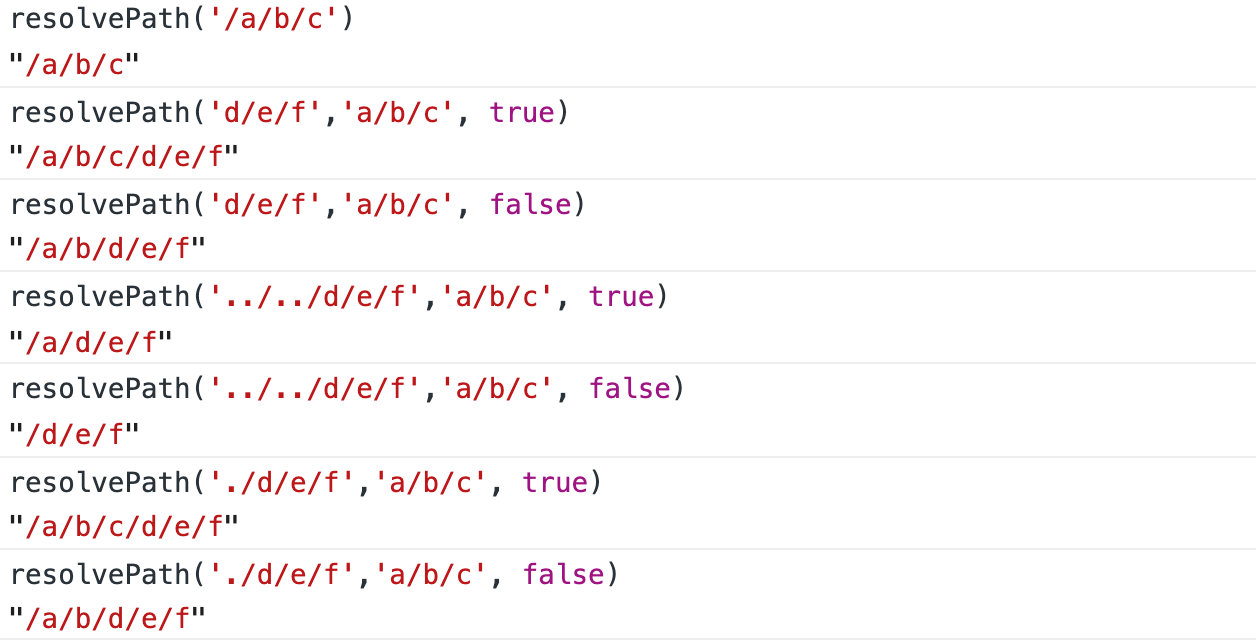 resolvePath('/a/b/c')
"/a/b/c"
resolvePath('d/e/f','a/b/c', true)
"/a/b/c/d/e/f"
resolvePath('d/e/f','a/b/c', false)
"/a/b/d/e/f"
resolvePath('../../d/e/f','a/b/c', true)
"/a/d/e/f"
resolvePath('../../d/e/f','a/b/c', false)
"/d/e/f"
resolvePath('./d/e/f','a/b/c', true)
"/a/b/c/d/e/f"
resolvePath('./d/e/f','a/b/c', false)
"/a/b/d/e/f"